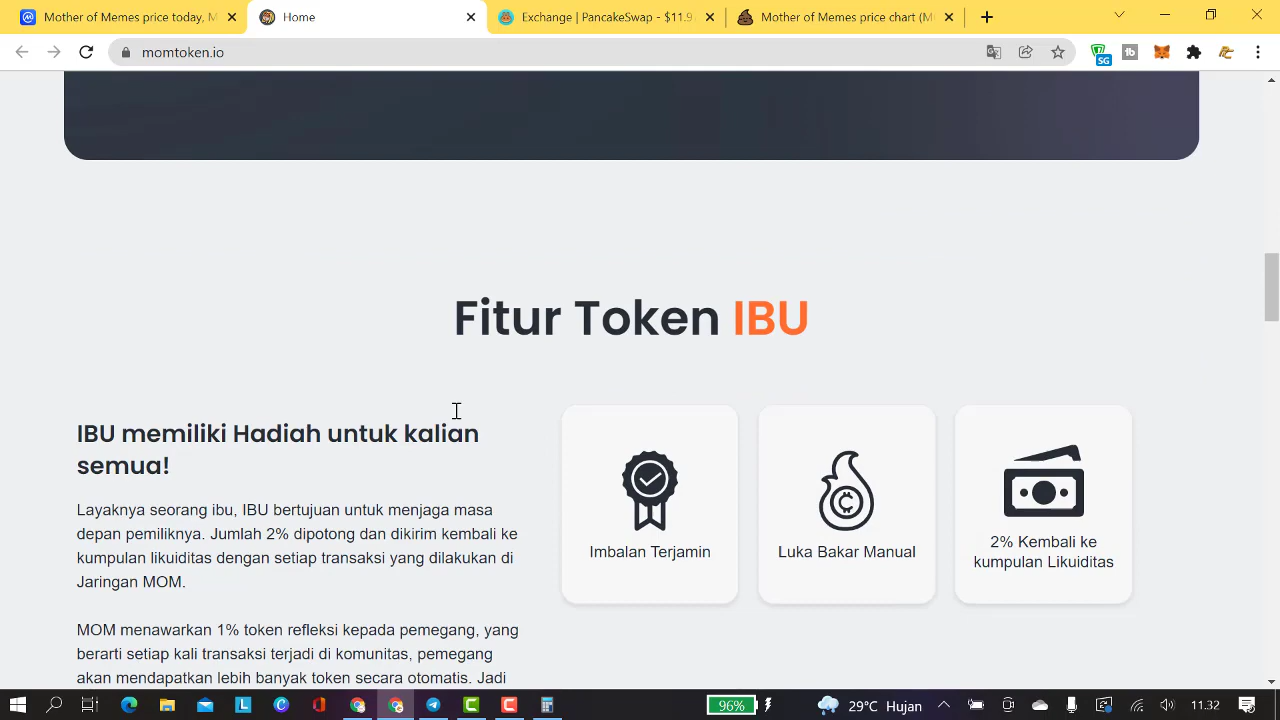 Mother of Memes price today, M
Home
Exchange | PancakeSwap - $11.9
Mother of Memes price chart (M
momtoken.io
SG
tb
Fitur Token IBU
IBU memiliki Hadiah untuk kalian
semua!
Layaknya seorang ibu, IBU bertujuan untuk menjaga masa
depan pemiliknya. Jumlah 2% dipotong dan dikirim kembali ke
kumpulan likuiditas dengan setiap transaksi yang dilakukan di
Jaringan MOM.
MOM menawarkan 1% token refleksi kepada pemegang, yang
berarti setiap kali transaksi terjadi di komunitas, pemegang
akan mendapatkan lebih banyak token secara otomatis. Jadi
Imbalan Terjamin
Luka Bakar Manual
2% Kembali ke
kumpulan Likuiditas
96%
29°C Hujan
11.32